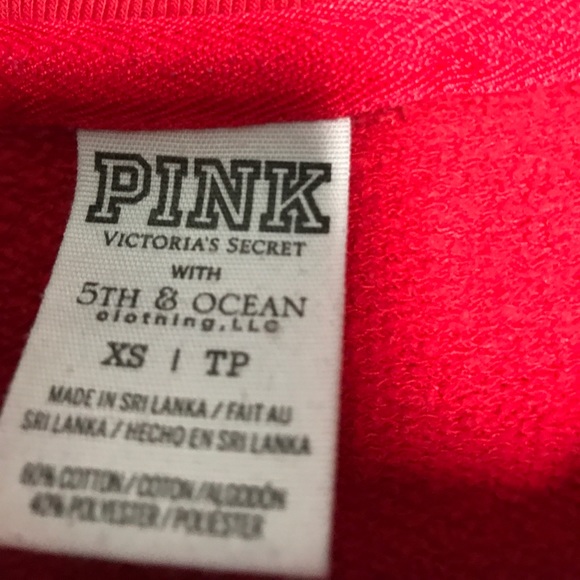 PINK
VICTORIA'S SECRET
WITH
5TH & OCEAN
clothing, LLC
XS | TP
MADE IN SRI LANKA / FAIT AU
SRI LANKA / HECHO EN SRI LANKA
60% COTTON / COTON / ALGODÓN
40% POLYESTER / POLIÉSTER